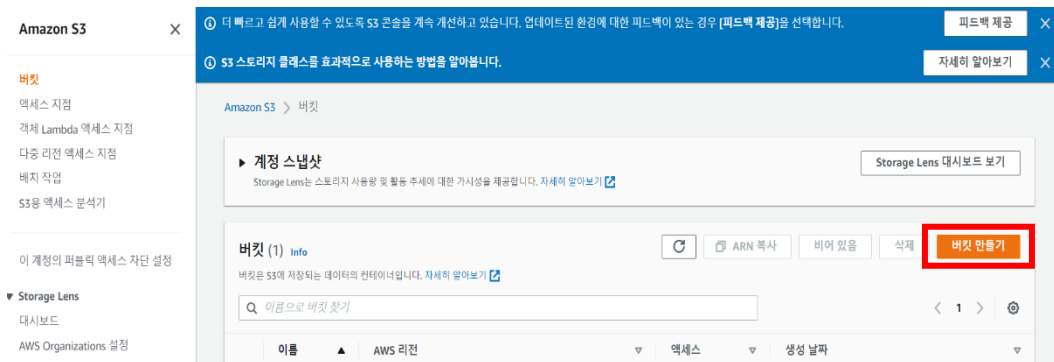 Amazon S3
버킷
액세스 지점
객체 Lambda 액세스 지점
다중 리전 액세스 지점
배치 작업
S3용 액세스 분석기
이 계정의 퍼블릭 액세스 차단 설정
Storage Lens
대시보드
AWS Organizations 설정
더 빠르고 쉽게 사용할 수 있도록 S3 콘솔을 계속 개선하고 있습니다. 업데이트된 환경에 대한 피드백이 있는 경우 [피드백 제공]을 선택합니다.
피드백 제공
S3 스토리지 클래스를 효과적으로 사용하는 방법을 알아봅니다.
자세히 알아보기
Amazon S3 > 버킷
계정 스냅샷
Storage Lens 대시보드 보기
Storage Lens는 스토리지 사용량 및 활동 추세에 대한 가시성을 제공합니다. 자세히 알아보기
버킷 (1) Info
ARN 복사 비어 있음 삭제 버킷 만들기
버킷은 S3에 저장되는 데이터의 컨테이너입니다. 자세히 알아보기
이름으로 버킷 찾기
1
이름 AWS 리전 액세스 생성 날짜